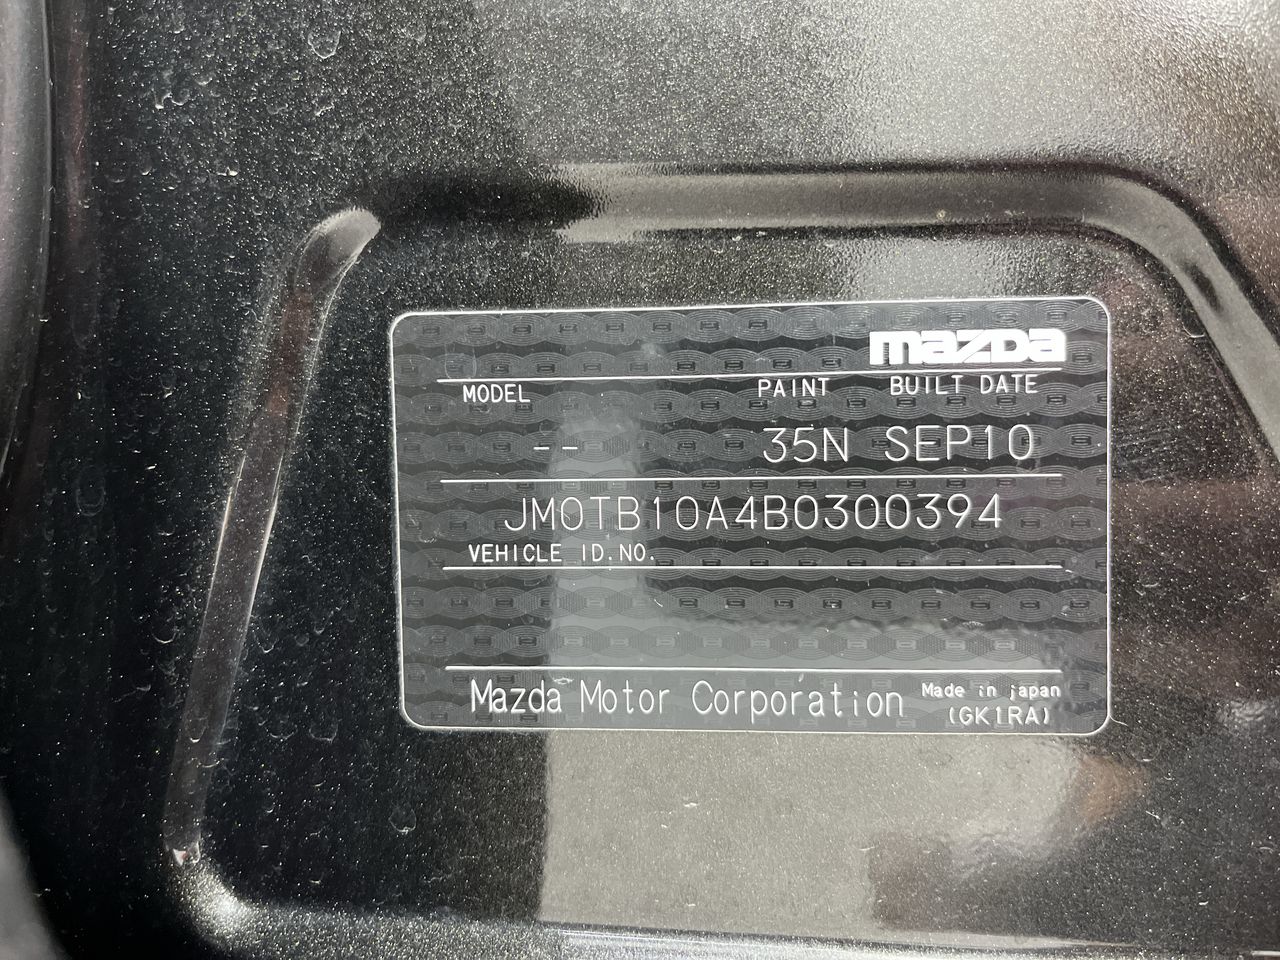 mazda
MODEL PAINT BUILT DATE
-- 35N SEP10
JM0TB10A4B0300394
VEHICLE ID.NO.
Mazda Motor Corporation Made in japan
(GK1RA)